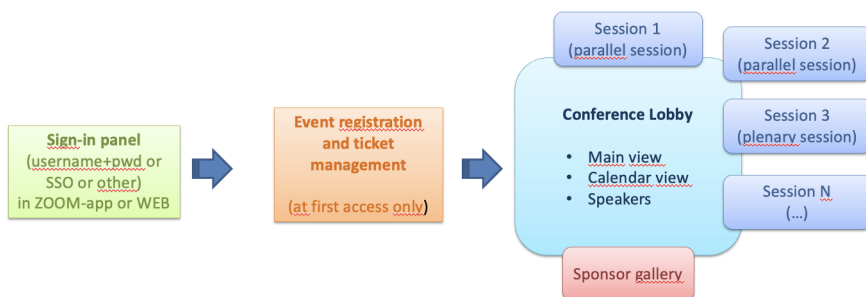 Sign-in panel
(username+pwd or
SSO or other)
in ZOOM-app or WEB
Event registration
and ticket
management
(at first access only)
Session 1
(parallel session)
Session 2
(parallel session)
Conference Lobby
• Main view
• Calendar view
• Speakers
Session 3
(plenary session)
Session N
(...)
Sponsor gallery